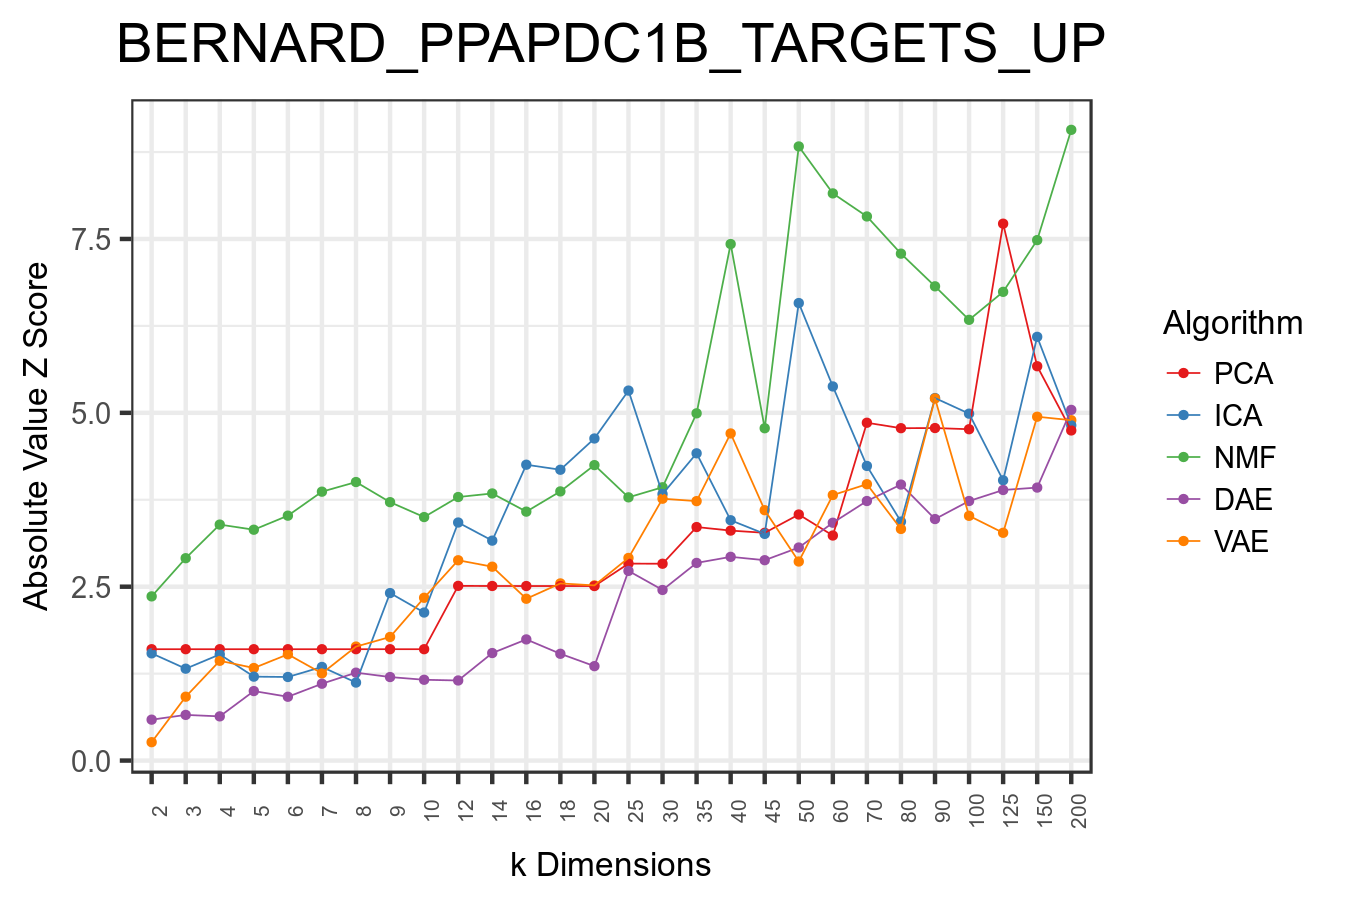 BERNARD_PPAPDC1B_TARGETS_UP
Absolute Value Z Score
7.5
5.0
2.5
0.0
2 3 4 5 6 7 8 9 10 12 14 16 18 20 25 30 35 40 45 50 60 70 80 90 100 125 150 200
k Dimensions
Algorithm
PCA
ICA
NMF
DAE
VAE